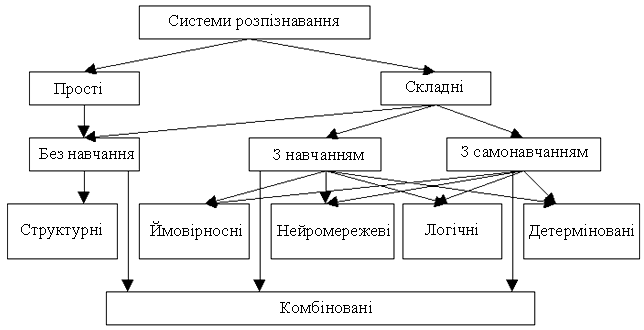 Системи розпізнавання
Прості
Складні
Без навчання
З навчанням
З самонавчанням
Структурні
Ймовірносні
Нейромережеві
Логічні
Детерміновані
Комбіновані